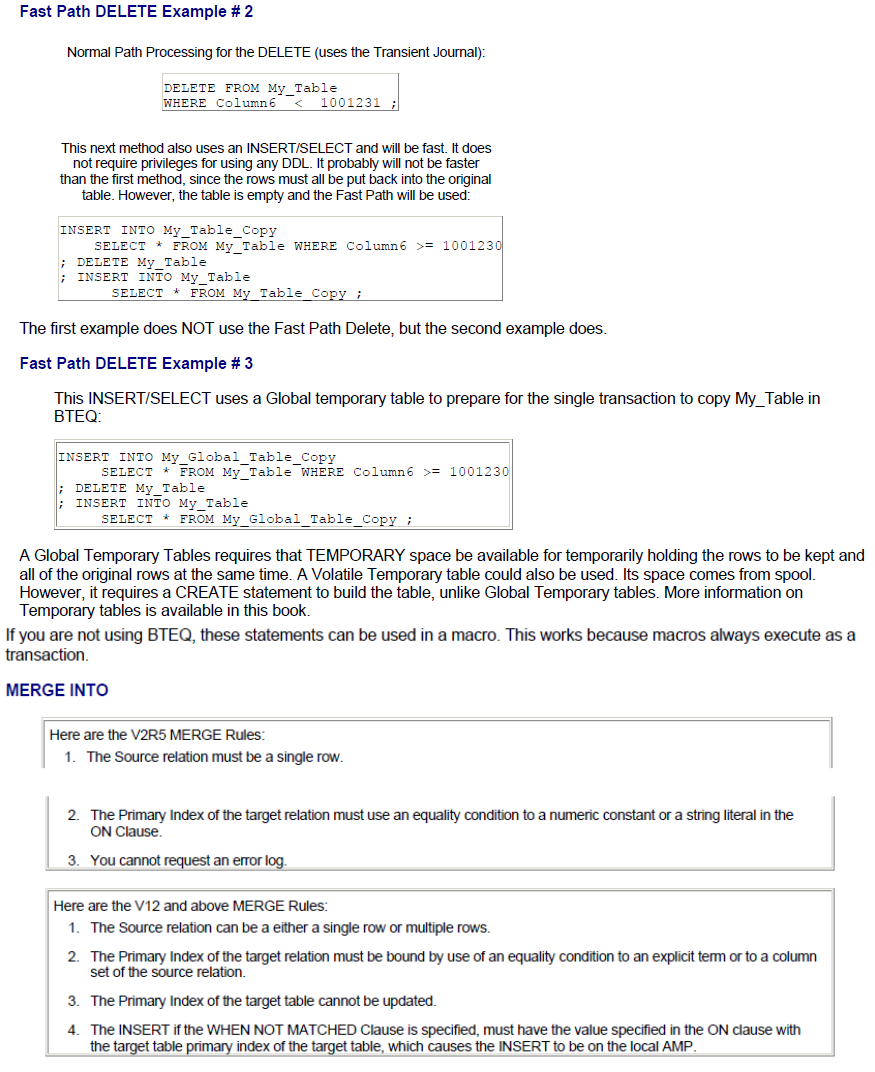 Fast Path DELETE Example # 2
Normal Path Processing for the DELETE (uses the Transient Journal):
DELETE FROM My_Table
WHERE Column6 < 1001231 ;
This next method also uses an INSERT/SELECT and will be fast. It does
not require privileges for using any DDL. It probably will not be faster
than the first method, since the rows must all be put back into the original
table. However, the table is empty and the Fast Path will be used:
INSERT INTO My_Table_Copy
SELECT * FROM My_Table WHERE Column6 >= 1001230
; DELETE My_Table
; INSERT INTO My_Table
SELECT * FROM My_Table_Copy ;
The first example does NOT use the Fast Path Delete, but the second example does.
Fast Path DELETE Example # 3
This INSERT/SELECT uses a Global temporary table to prepare for the single transaction to copy My_Table in
BTEQ:
INSERT INTO My_Global_Table_Copy
SELECT * FROM My_Table WHERE Column6 >= 1001230
; DELETE My_Table
; INSERT INTO My_Table
SELECT * FROM My_Global_Table_Copy ;
A Global Temporary Tables requires that TEMPORARY space be available for temporarily holding the rows to be kept and
all of the original rows at the same time. A Volatile Temporary table could also be used. Its space comes from spool.
However, it requires a CREATE statement to build the table, unlike Global Temporary tables. More information on
Temporary tables is available in this book.
If you are not using BTEQ, these statements can be used in a macro. This works because macros always execute as a
transaction.
MERGE INTO
Here are the V2R5 MERGE Rules:
1. The Source relation must be a single row.
2. The Primary Index of the target relation must use an equality condition to a numeric constant or a string literal in the
ON Clause.
3. You cannot request an error log.
Here are the V12 and above MERGE Rules:
1. The Source relation can be a either a single row or multiple rows.
2. The Primary Index of the target relation must be bound by use of an equality condition to an explicit term or to a column
set of the source relation.
3. The Primary Index of the target table cannot be updated.
4. The INSERT if the WHEN NOT MATCHED Clause is specified, must have the value specified in the ON clause with
the target table primary index of the target table, which causes the INSERT to be on the local AMP.